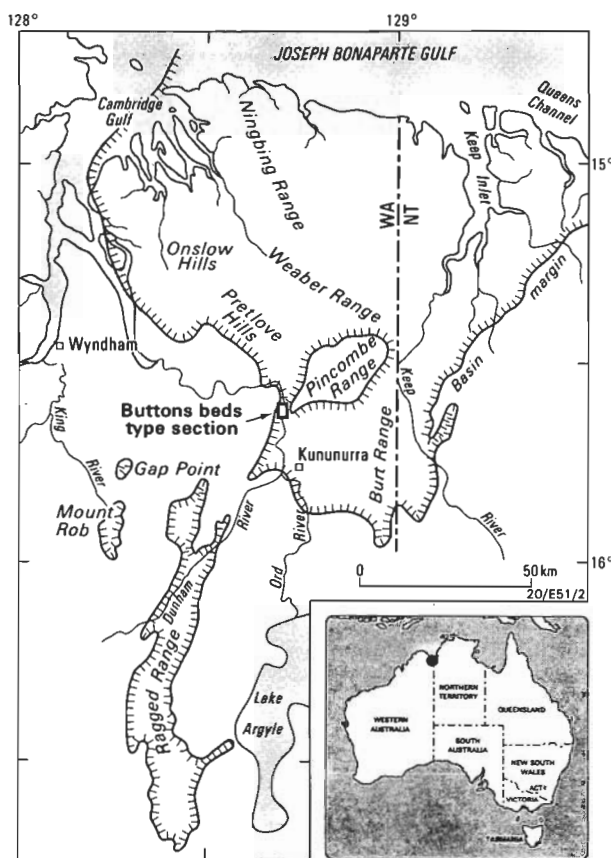 128°
129°
JOSEPH BONAPARTE GULF
Cambridge
Gulf
Ningbing Range
Queens
Channel
Keep
Inlet
15°
WA
NT
Onslow
Hills
Weaber Range
Pretlove
Hills
margin
Basin
Wyndham
Pincombe
Range
Keep
River
King
River
Buttons beds
type section
Kununurra
Burt Range
Gap Point
Mount
Rob
River
River
Ord
16°
Dunham
0
50 km
20/E51/2
Ragged Range
Lake
Argyle
NORTHERN
TERRITORY
WESTERN
AUSTRALIA
QUEENSLAND
SOUTH
AUSTRALIA
NEW SOUTH
WALES
ACT
VICTORIA
TASMANIA